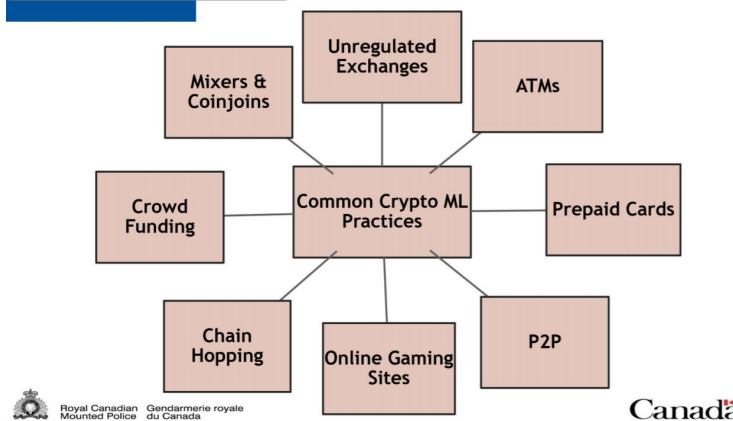 Unregulated
Exchanges
Mixers &
Coinjoins
ATMs
Crowd
Funding
Common Crypto ML
Practices
Prepaid Cards
Chain
Hopping
Online Gaming
Sites
P2P
Royal Canadian Gendarmerie royale
Mounted Police du Canada
Canada